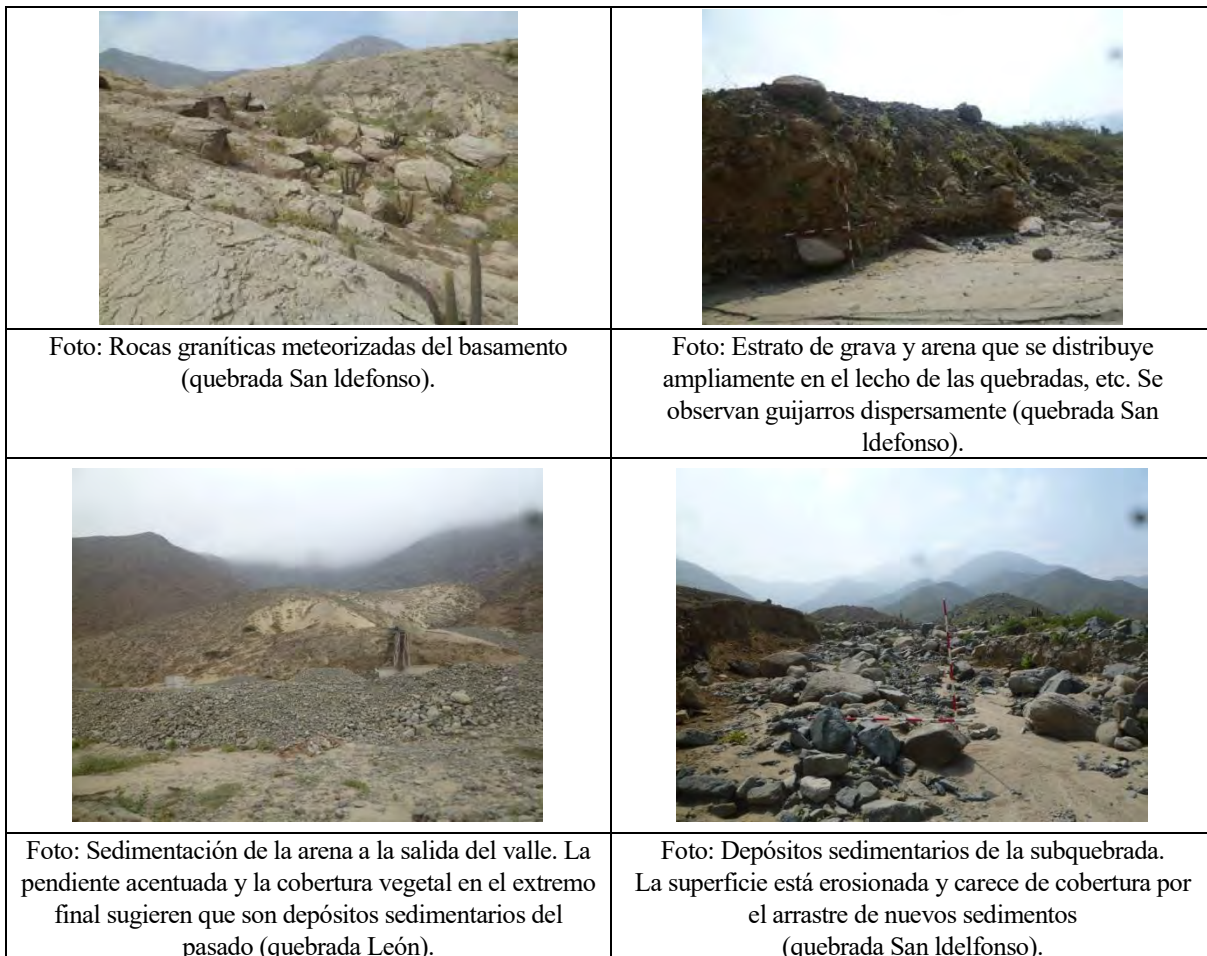 Foto: Rocas graníticas meteorizadas del basamento
(quebrada San ldefonso).
Foto: Estrato de grava y arena que se distribuye
ampliamente en el lecho de las quebradas, etc. Se
observan guijarros dispersamente (quebrada San
ldefonso).
Foto: Sedimentación de la arena a la salida del valle. La
pendiente acentuada y la cobertura vegetal en el extremo
final sugieren que son depósitos sedimentarios del
pasado (quebrada León).
Foto: Depósitos sedimentarios de la subquebrada.
La superficie está erosionada y carece de cobertura por
el arrastre de nuevos sedimentos
(quebrada San ldelfonso).